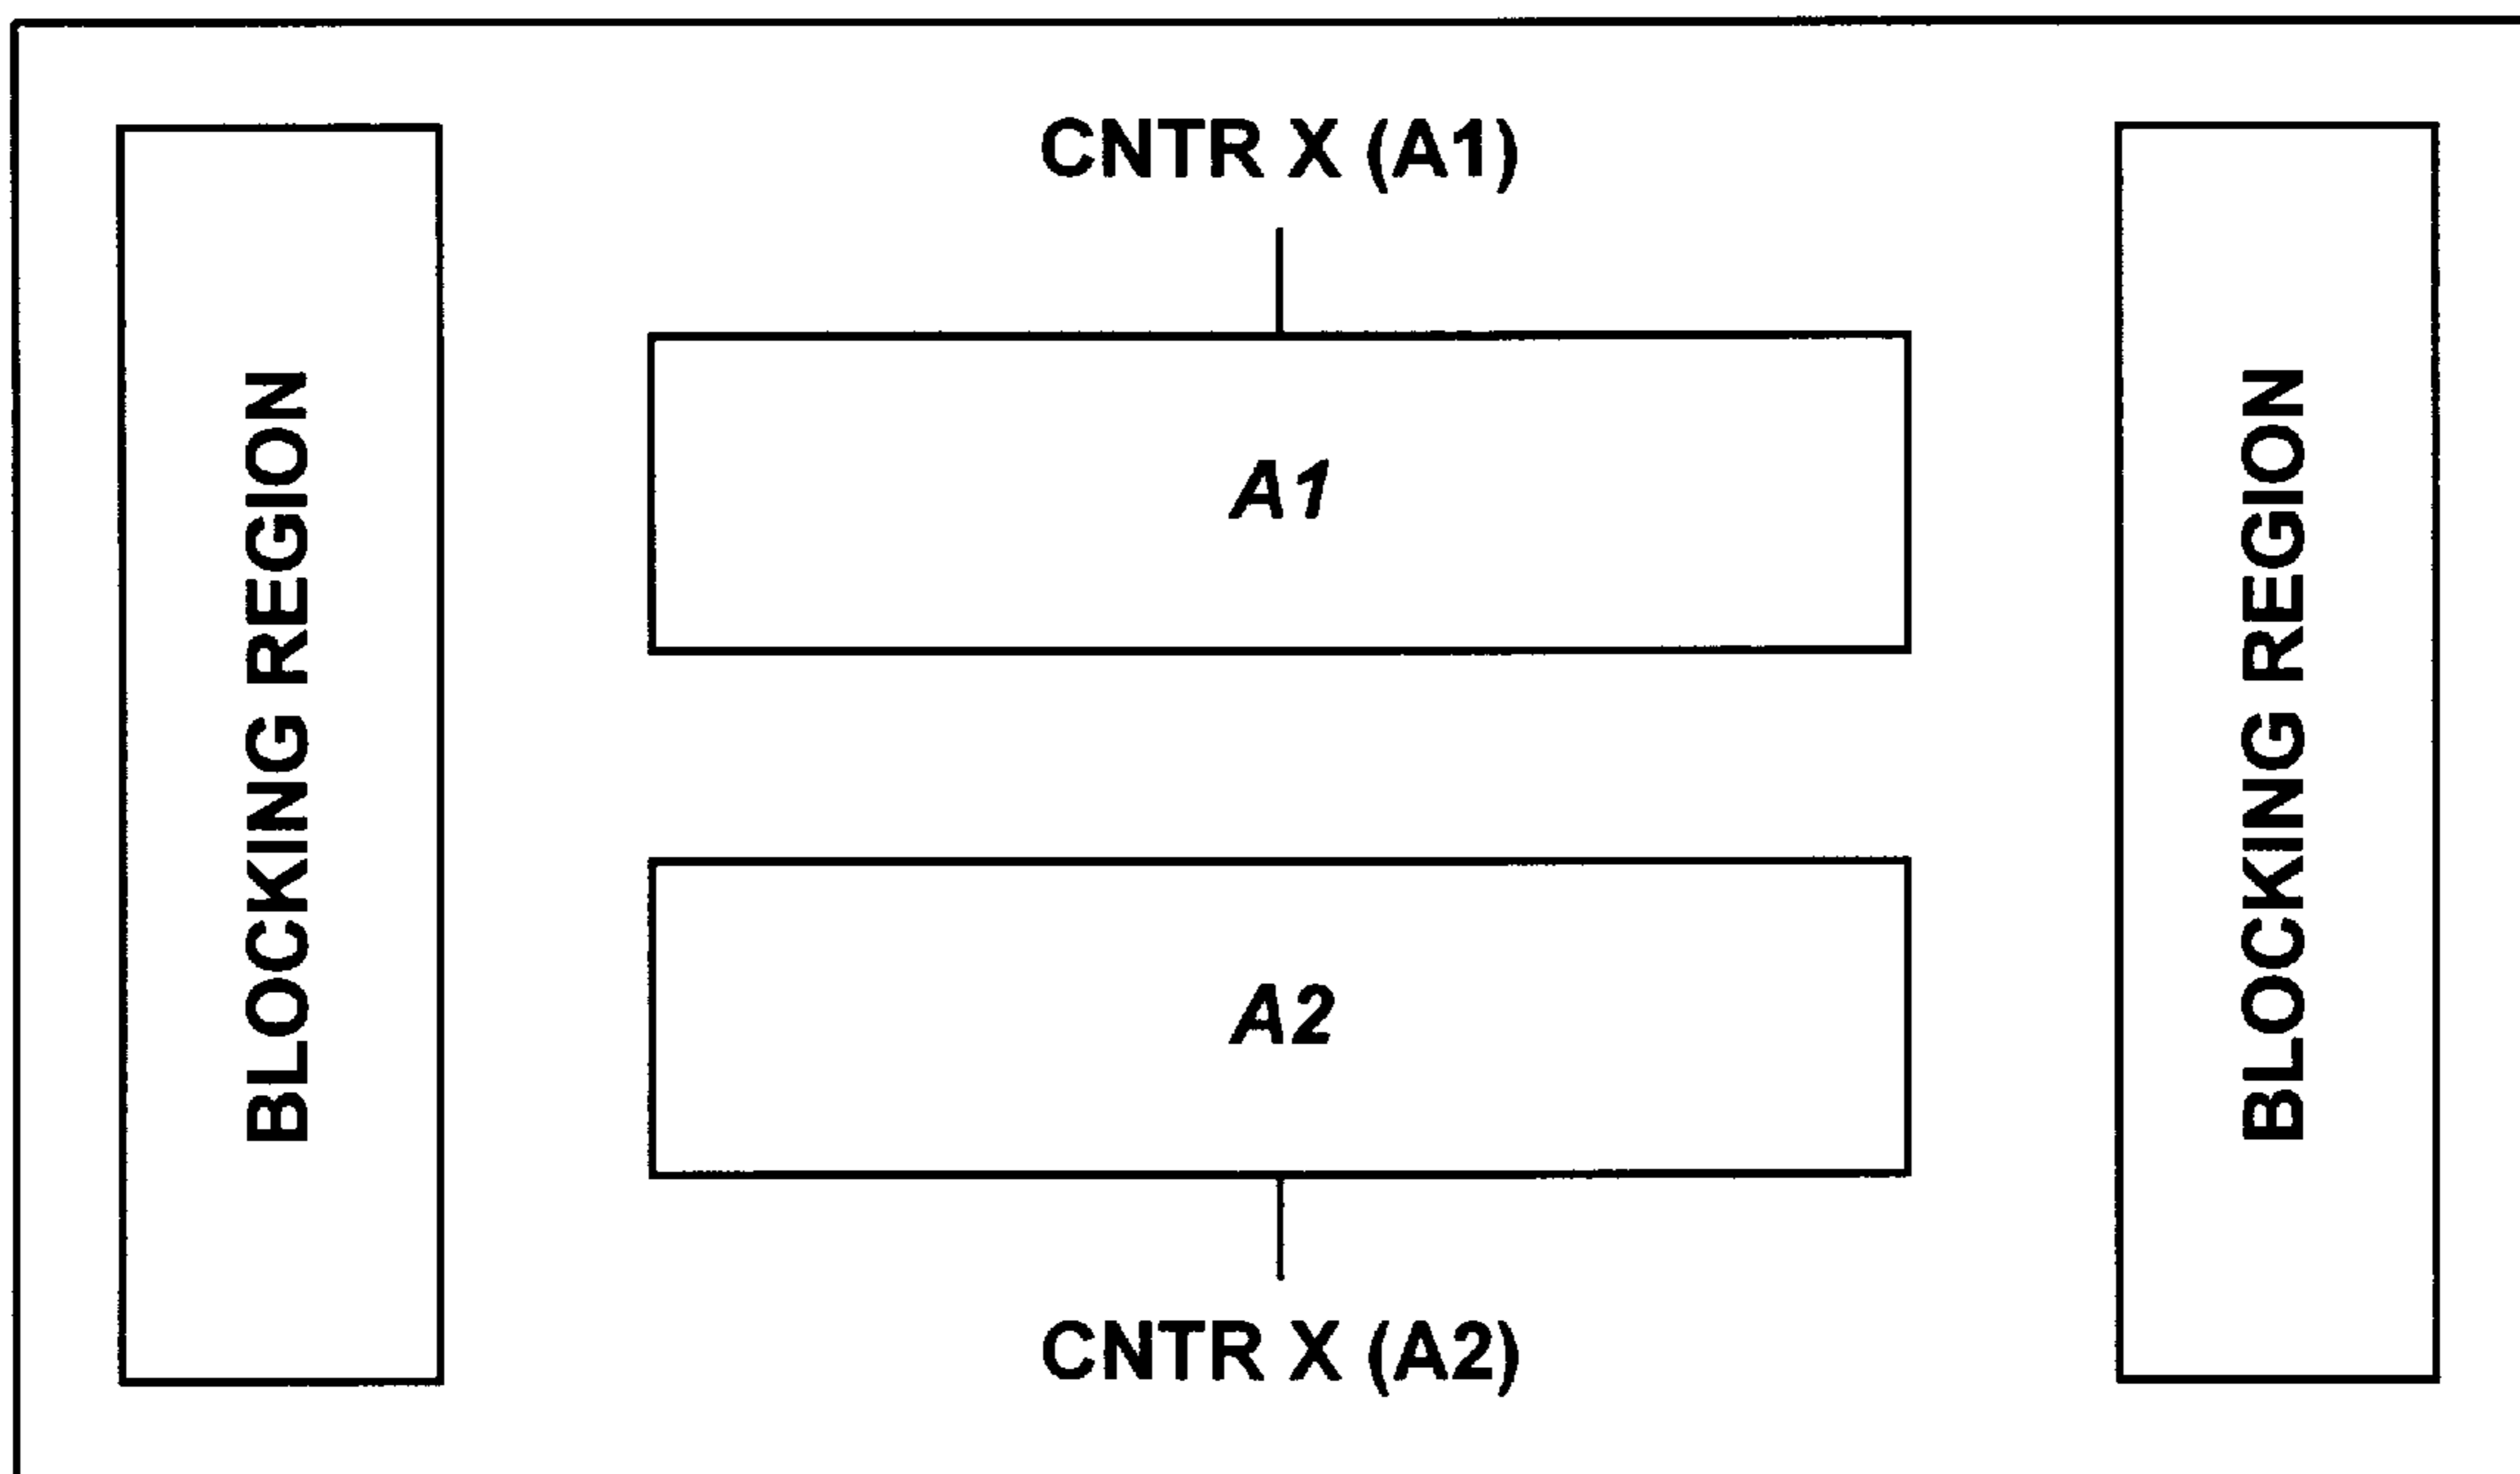 CNTR X (A1)
BLOCKING REGION
A1
BLOCKING REGION
A2
CNTR X (A2)